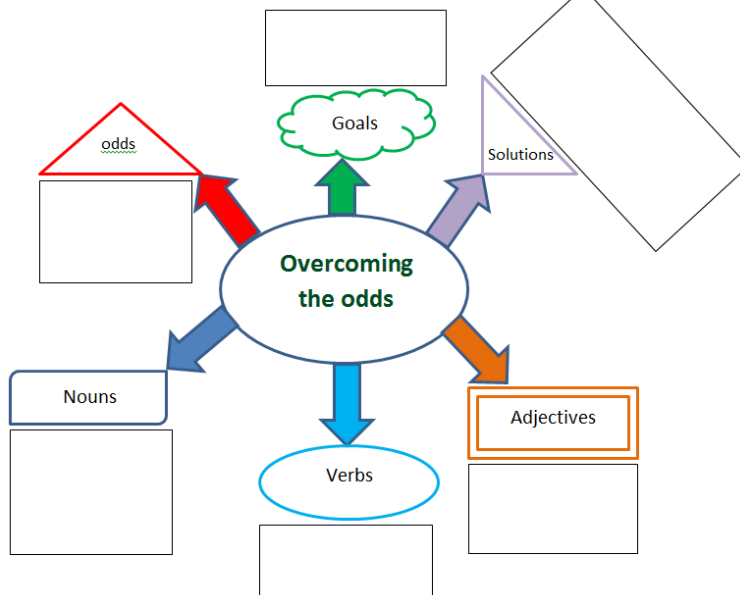 Goals
odds
Solutions
Overcoming
the odds
Nouns
Adjectives
Verbs